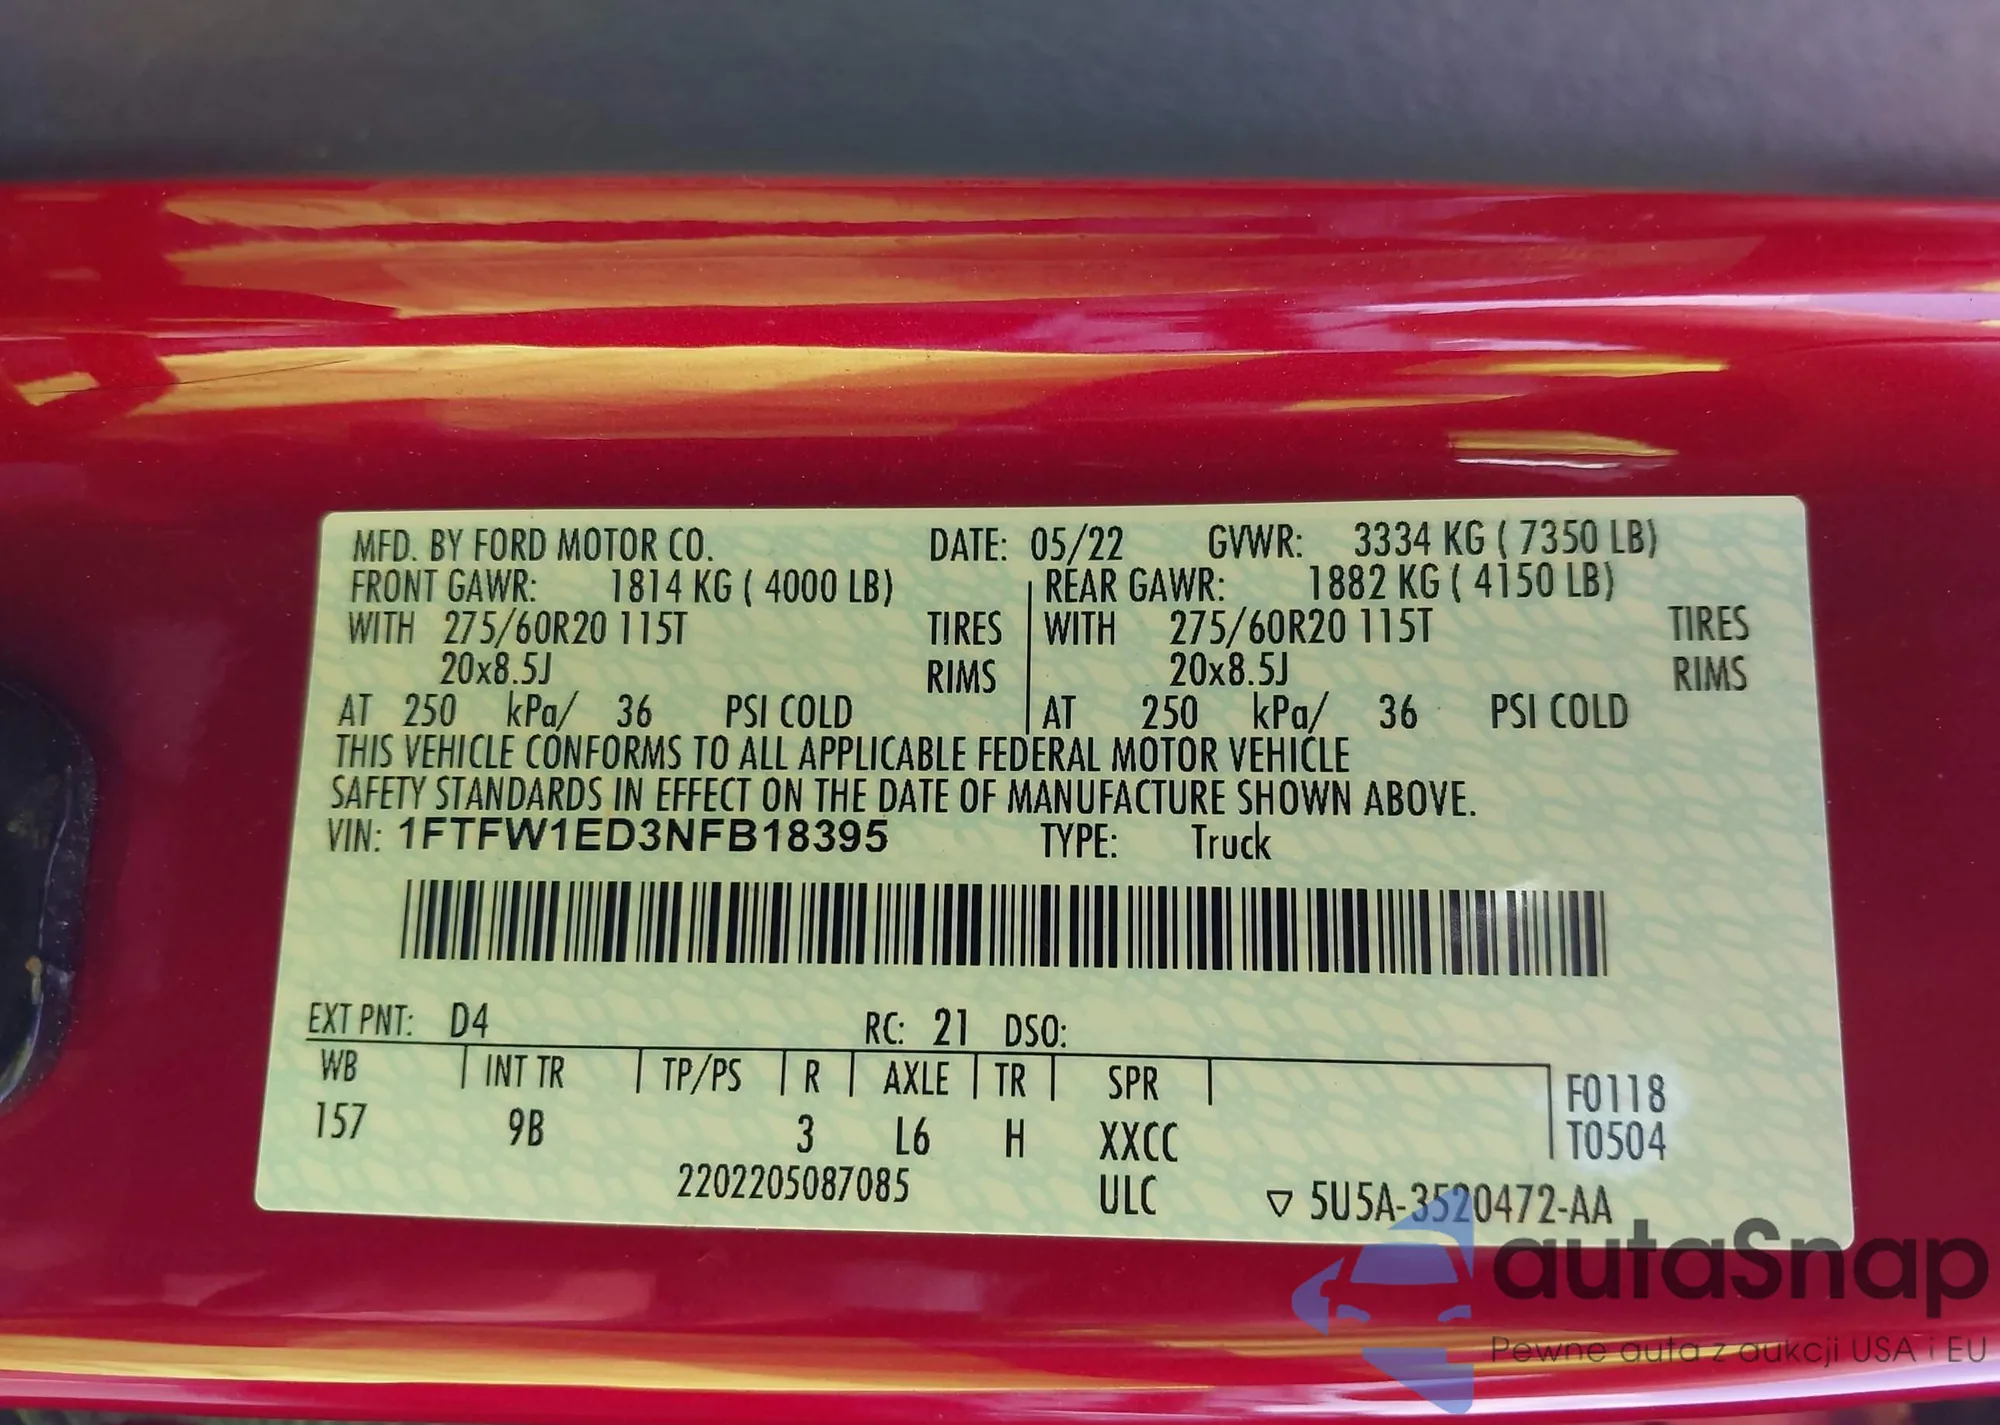 MFD. BY FORD MOTOR CO. DATE: 05/22 GVWR: 3334 KG ( 7350 LB)
FRONT GAWR: 1814 KG ( 4000 LB) REAR GAWR: 1882 KG ( 4150 LB)
WITH 275/60R20 115T TIRES WITH 275/60R20 115T TIRES
20x8.5J RIMS 20x8.5J RIMS
AT 250 kPa/ 36 PSI COLD AT 250 kPa/ 36 PSI COLD
THIS VEHICLE CONFORMS TO ALL APPLICABLE FEDERAL MOTOR VEHICLE
SAFETY STANDARDS IN EFFECT ON THE DATE OF MANUFACTURE SHOWN ABOVE.
VIN: 1FTFW1ED3NFB18395 TYPE: Truck
EXT PNT: D4 RC: 21 DSO:
WB INT TR TP/PS R AXLE TR SPR F0118
157 9B 3 L6 H XXCC T0504
2202205087085 ULC ▽ 5U5A-3520472-AA
autaSnap
Pewne auta z aukcji USA i EU